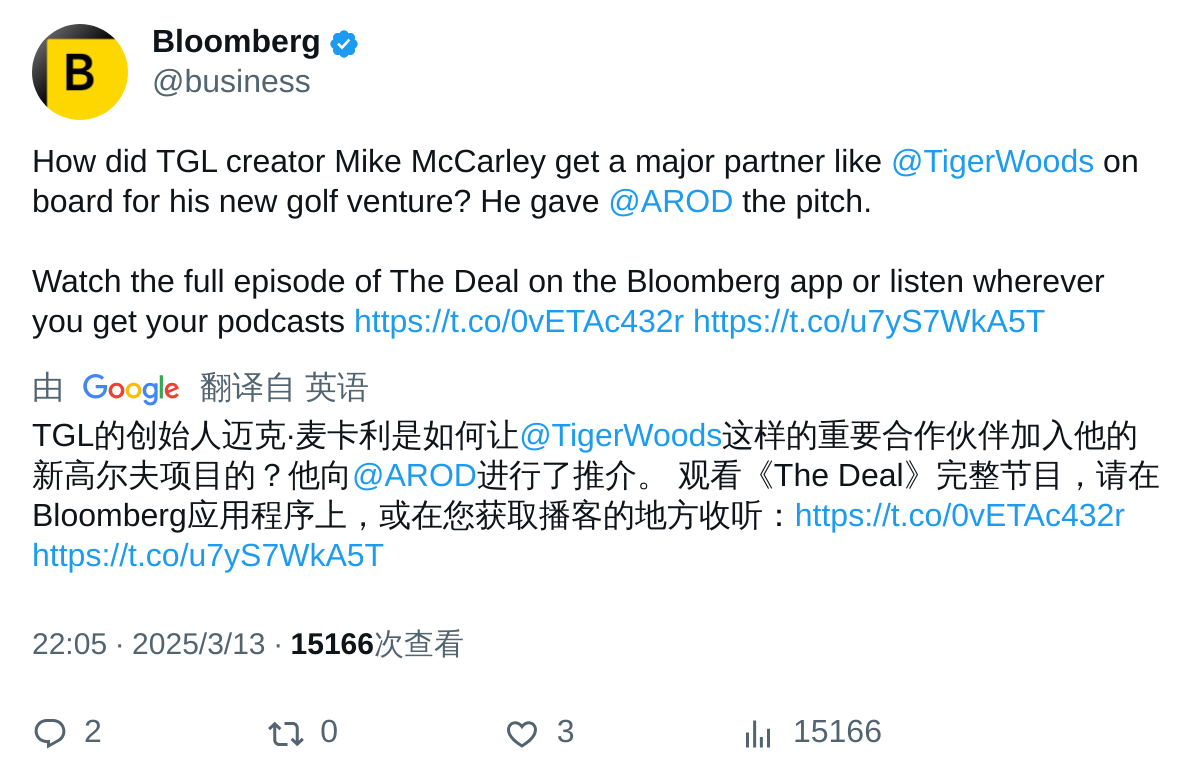 B
Bloomberg
@business
How did TGL creator Mike McCarley get a major partner like @TigerWoods on
board for his new golf venture? He gave @AROD the pitch.
Watch the full episode of The Deal on the Bloomberg app or listen wherever
you get your podcasts https://t.co/0vETAc432r https://t.co/u7yS7WkA5T
由 Google 翻译自 英语
TGL的创始人迈克·麦卡利是如何让@TigerWoods这样的重要合作伙伴加入他的
新高尔夫项目的？他向@AROD进行了推介。 观看《The Deal》完整节目，请在
Bloomberg应用程序上，或在您获取播客的地方收听：https://t.co/0vETAc432r
https://t.co/u7yS7WkA5T
22:05 · 2025/3/13 · 15166次查看
2 0 3 15166